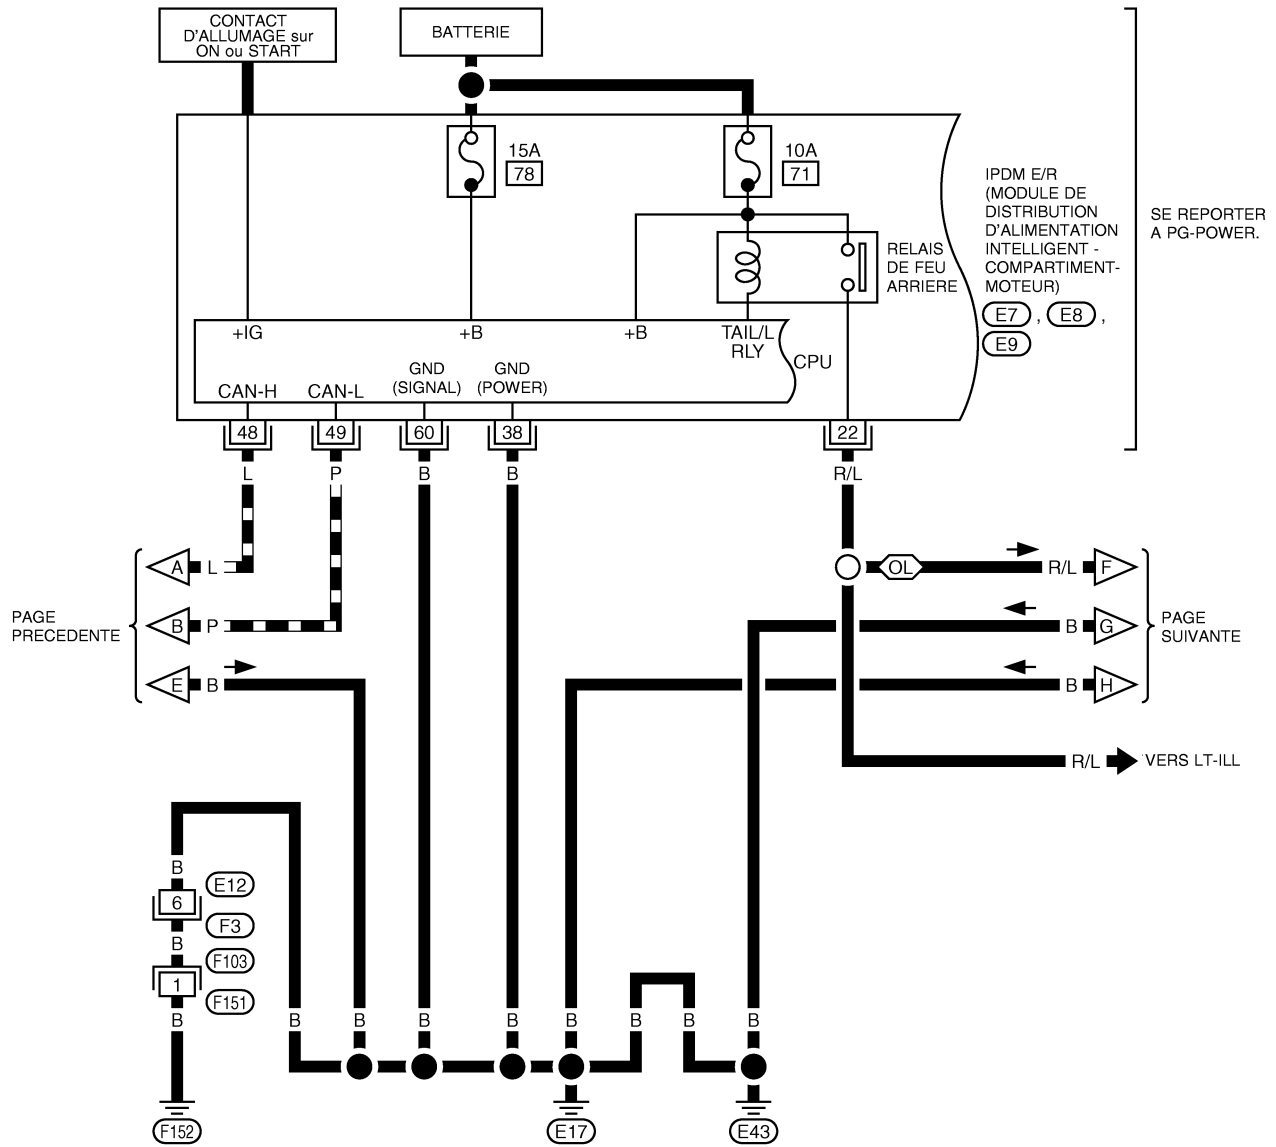 CONTACT
D'ALLUMAGE sur
ON ou START
BATTERIE
15A
78
10A
71
IPDM E/R
(MODULE DE
DISTRIBUTION
D'ALIMENTATION
INTELLIGENT -
COMPARTIMENT-
MOTEUR)
E7 , E8 ,
E9
SE REPORTER
A PG-POWER.
RELAIS
DE FEU
ARRIERE
+IG
+B
+B
TAIL/L
RLY
CPU
CAN-H
CAN-L
GND
(SIGNAL)
GND
(POWER)
48
49
60
38
22
L
P
B
B
R/L
PAGE
PRECEDENTE
A L
B P
E B
OL
R/L F
B G
B H
PAGE
SUIVANTE
R/L VERS LT-ILL
B
6
E12
F3
B
F103
1
F151
B
B
B
B
B
B
B
B
B
F152
E17
E43